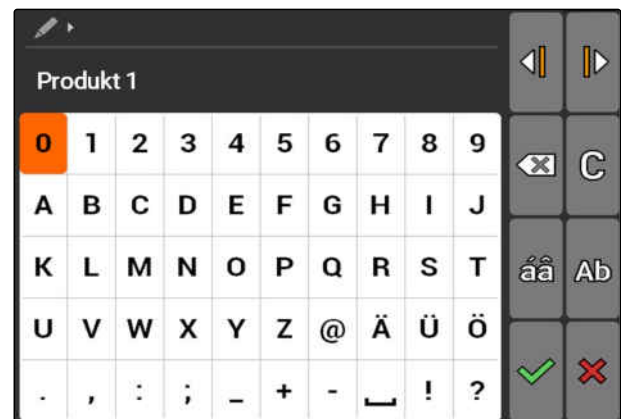 Produkt 1
0 1 2 3 4 5 6 7 8 9
C
A B C D E F G H I J
K L M N O P Q R S T
áâ Ab
U V W X Y Z @ Ä Ü Ö
. , : ; _ + - ⎵ ! ?